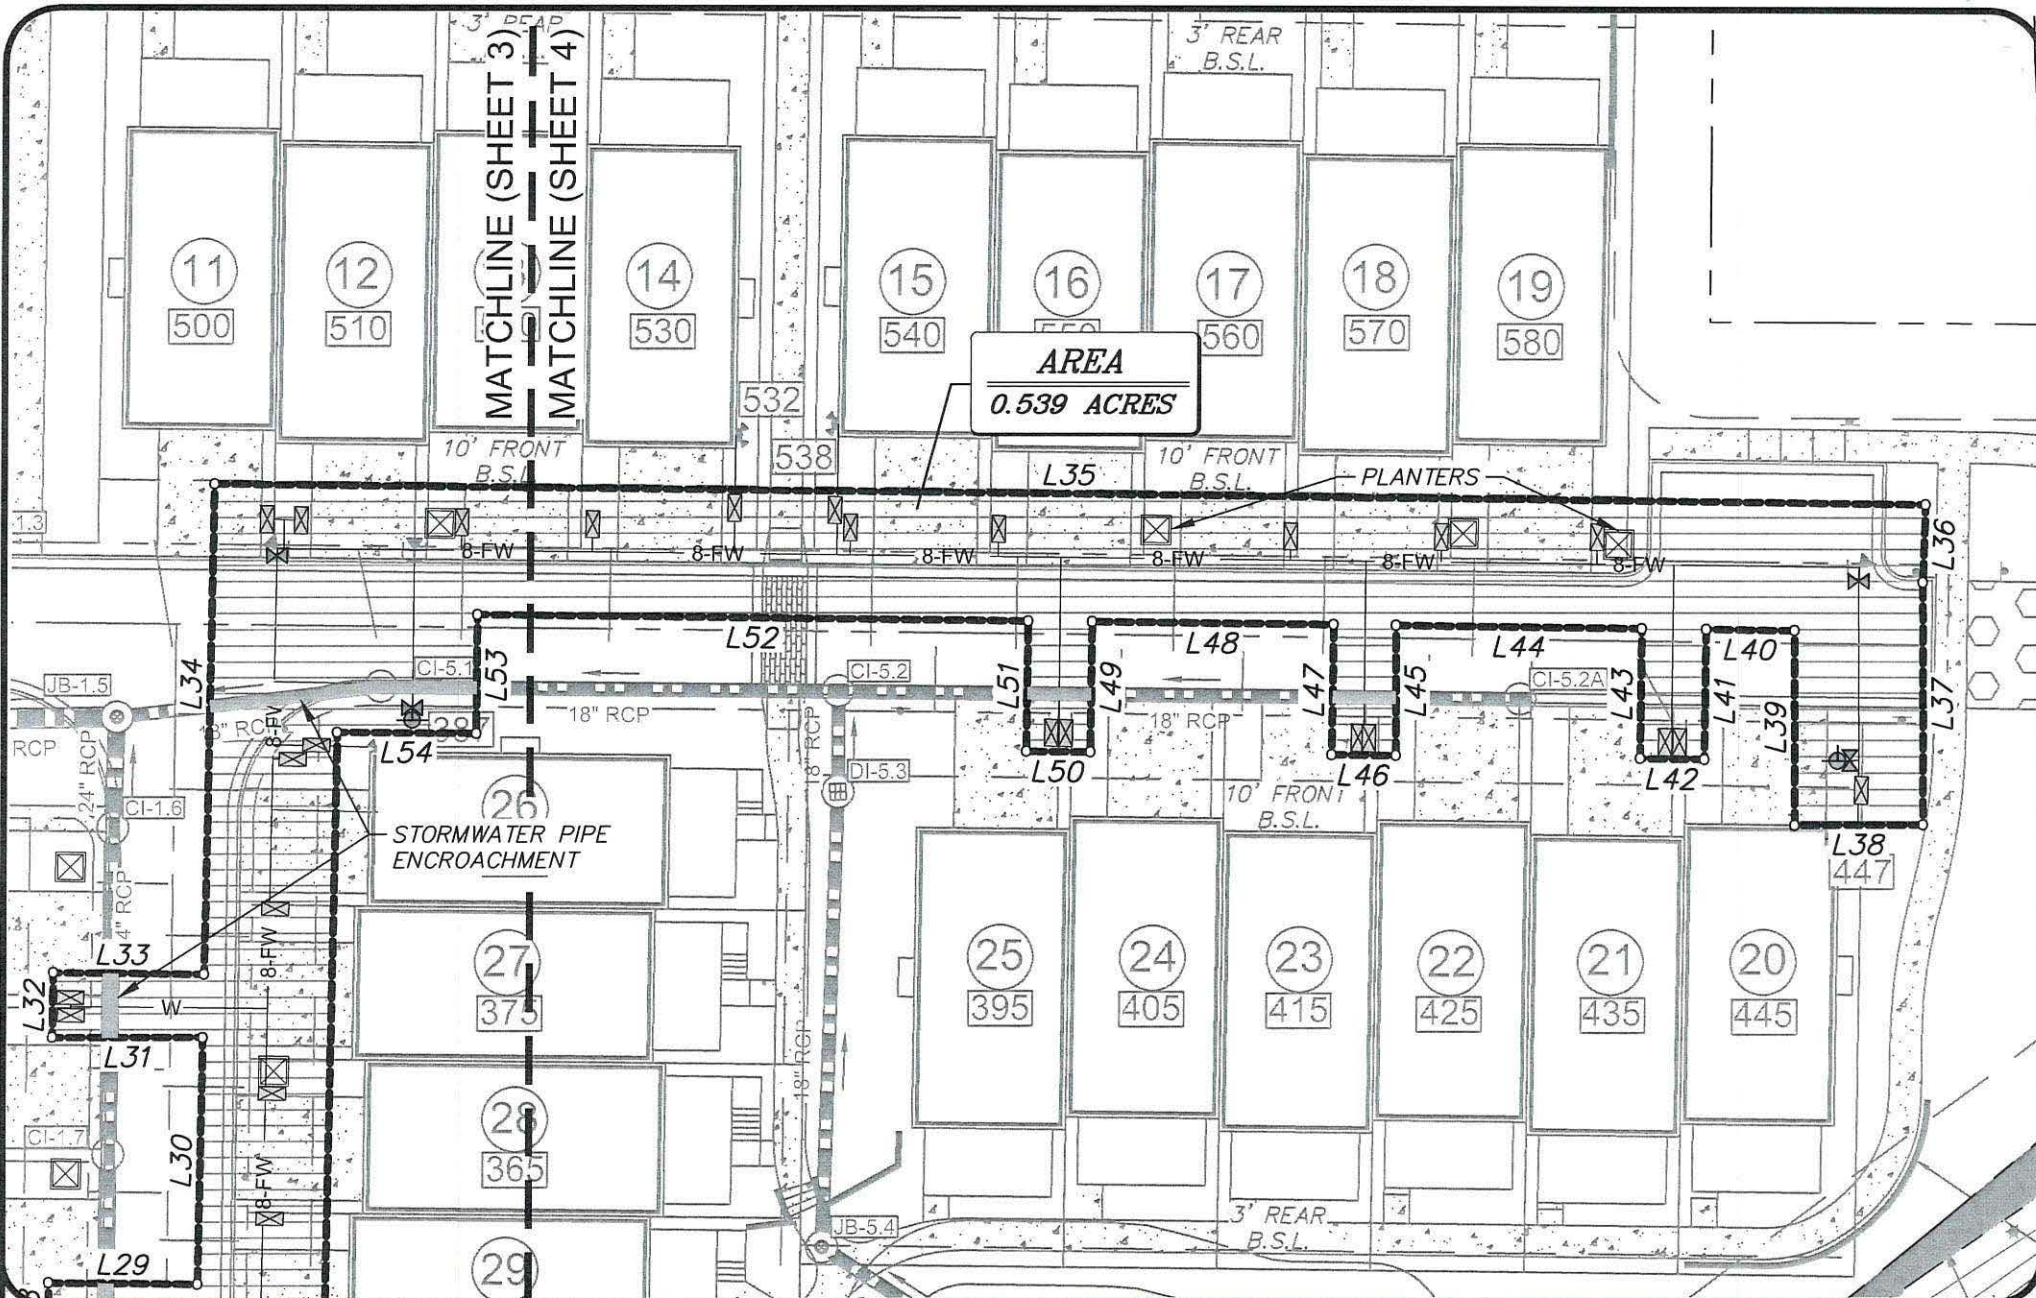 3' REAR
3' REAR
B.S.L.
MATCHLINE (SHEET 3)
MATCHLINE (SHEET 4)
11
500
12
510
14
530
15
540
16
17
560
18
570
19
580
AREA
0.539 ACRES
532
538
10' FRONT
B.S.L.
10' FRONT
B.S.L.
L35
PLANTERS
L36
1.3
8-FW
8-FW
8-FW
8-FW
8-FW
8-FW
L34
L53
L52
L51
L49
L48
L47
L45
L44
L43
L41
L40
L39
L37
CI-5.1
CI-5.2
CI-5.2A
JB-1.5
RCP
18" RCP
18" RCP
L54
L50
L46
L42
L38
447
24" RCP
CI-1.6
DI-5.3
10' FRONT
B.S.L.
26
STORMWATER PIPE
ENCROACHMENT
L33
L32
W
L31
8-FW
27
375
25
395
24
405
23
415
22
425
21
435
20
445
18" RCP
28
365
CI-1.7
L30
8-FW
JB-5.4
3' REAR
B.S.L.
L29
29